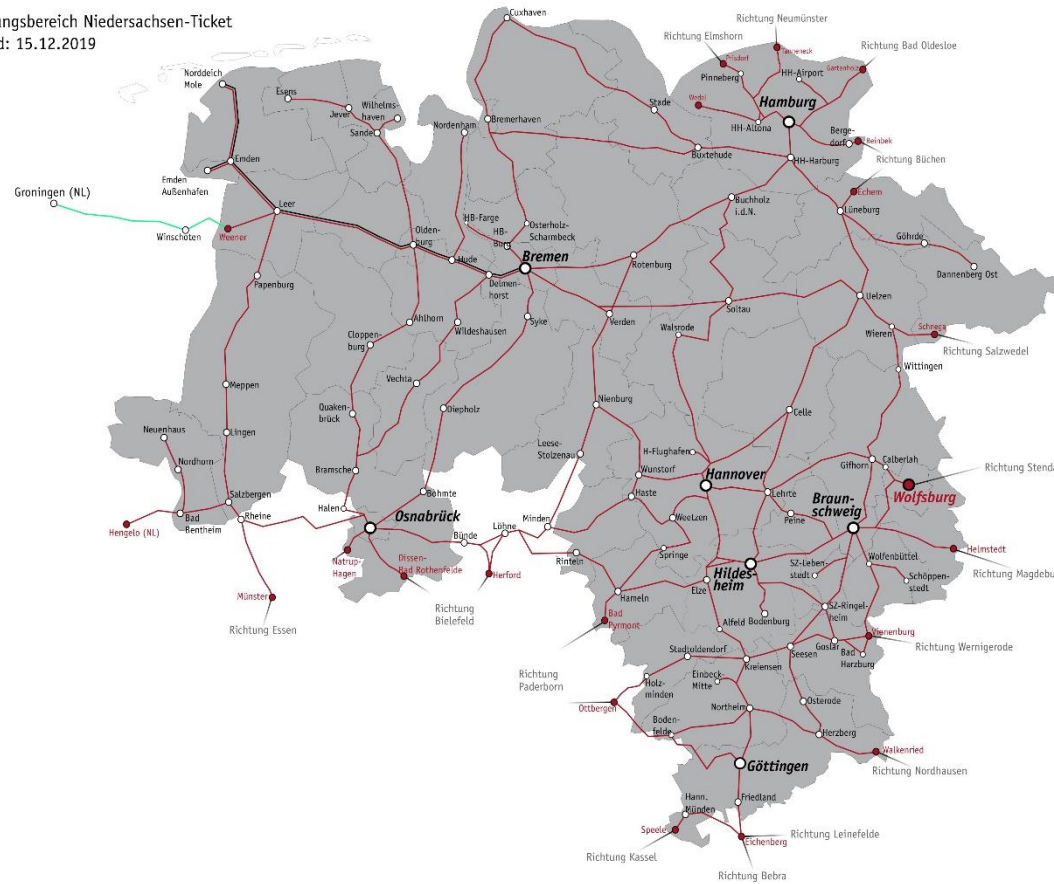 ungsbereich Niedersachsen-Ticket
d: 15.12.2019
Cuxhaven
Richtung Neumünster
Richtung Elmshorn
Richtung Bad Oldesloe
Prisdorf
Tanneneck
Gartenholz
Pinneberg
HH-Airport
Norddeich
Mole
Esens
Jever
Wilhelms-
haven
Sande
Nordenham
Bremerhaven
Stade
Wedel
Hamburg
HH-Altona
Berge-
dorf
Reinbek
Richtung Büchen
Buxtehude
HH-Harburg
Emden
Emden
Außenhafen
Groningen (NL)
Winschoten
Weener
Leer
Olden-
burg
HB-Farge
HB-
Burg
Osterholz-
Scharmbeck
Bremen
Hude
Delmen-
horst
Buchholz
i.d.N.
Echem
Lüneburg
Göhrde
Dannenberg Ost
Rotenburg
Papenburg
Ahlhorn
Cloppen-
burg
Wildeshausen
Syke
Verden
Soltau
Walsrode
Uelzen
Wieren
Schnega
Richtung Salzwedel
Wittingen
Meppen
Lingen
Quaken-
brück
Vechta
Diepholz
Nienburg
Celle
Neuenhaus
Nordhorn
Bramsche
Leese-
Stolzenau
H-Flughafen
Wunstorf
Hannover
Gifhorn
Calberlah
Richtung Stenda
Wolfsburg
Salzbergen
Rheine
Bad
Bentheim
Hengelo (NL)
Halen
Böhmte
Osnabrück
Haste
Lehrte
Peine
Braun-
schweig
Minden
Löhne
Bünde
Weetzen
Natrup-
Hagen
Dissen-
Bad Rothenfelde
Herford
Rinteln
Springe
Hildes-
heim
SZ-Leben-
stedt
Wolfenbüttel
Schöppen-
stedt
Helmstedt
Richtung Magdebu
Münster
Richtung Essen
Richtung
Bielefeld
Hameln
Elze
Bad
Pyrmont
Alfeld
Bodenburg
SZ-Ringel-
heim
Goslar
Bad
Harzburg
Vienenburg
Richtung Wernigerode
Richtung
Paderborn
Stadtoldendorf
Kreiensen
Seesen
Holz-
minden
Einbeck-
Mitte
Ottbergen
Boden-
felde
Northeim
Osterode
Herzberg
Walkenried
Richtung Nordhausen
Göttingen
Hann.
Münden
Friedland
Speele
Eichenberg
Richtung Leinefelde
Richtung Kassel
Richtung Bebra